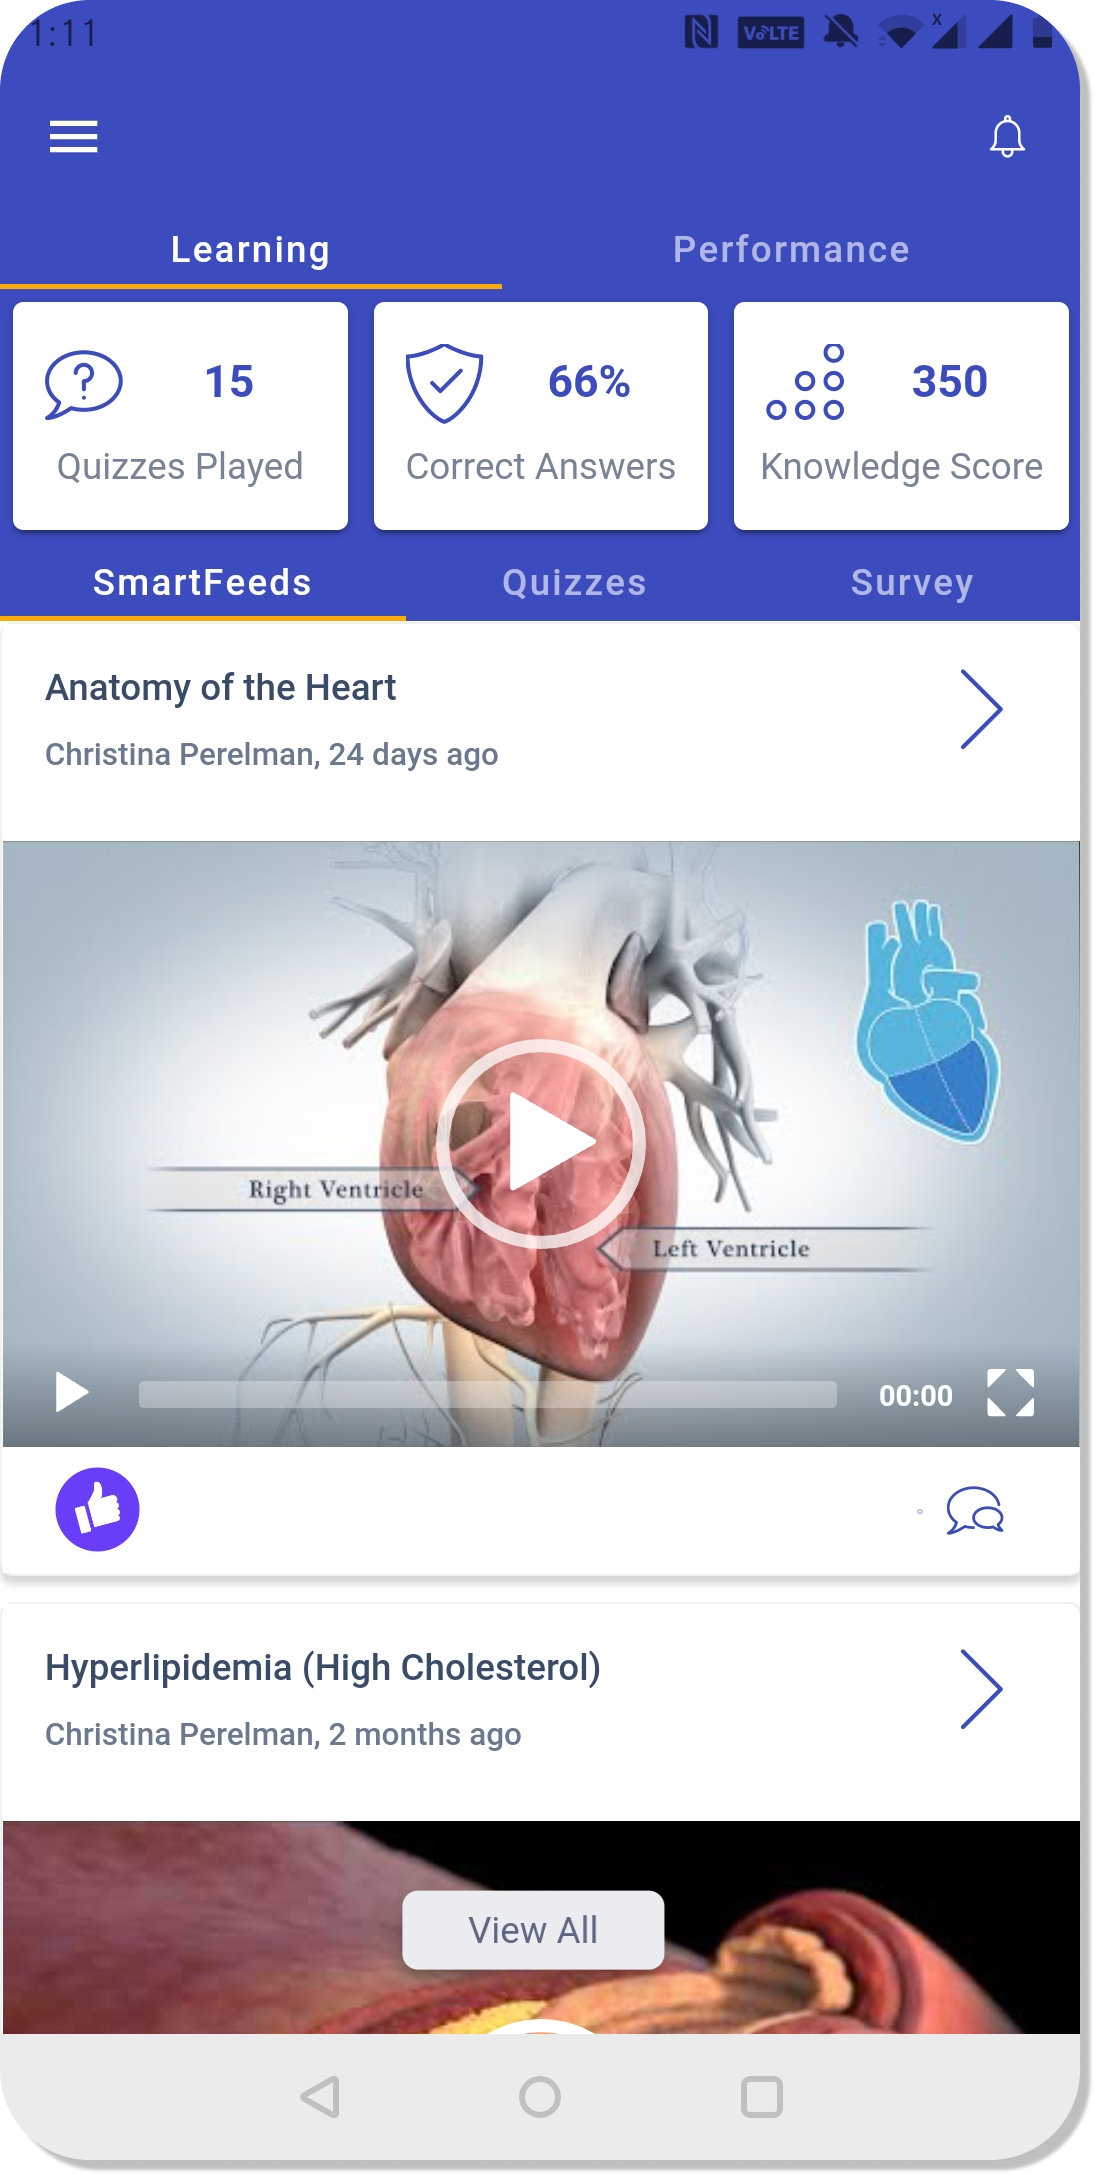 1:11
VoLTE
x
Learning
Performance
15
66%
350
Quizzes Played
Correct Answers
Knowledge Score
SmartFeeds
Quizzes
Survey
Anatomy of the Heart
Christina Perelman, 24 days ago
Right Ventricle
Left Ventricle
00:00
Hyperlipidemia (High Cholesterol)
Christina Perelman, 2 months ago
View All